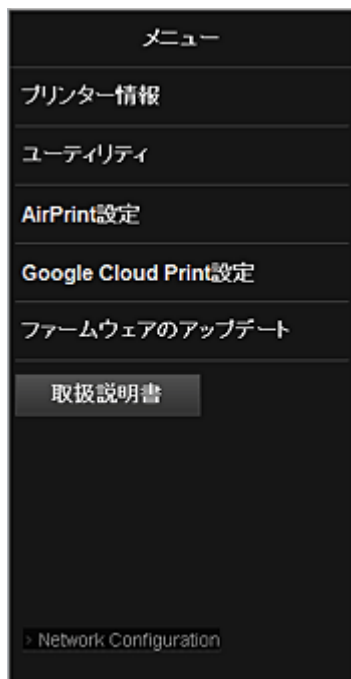 メニュー
プリンター情報
ユーティリティ
AirPrint設定
Google Cloud Print設定
ファームウェアのアップデート
取扱説明書
> Network Configuration